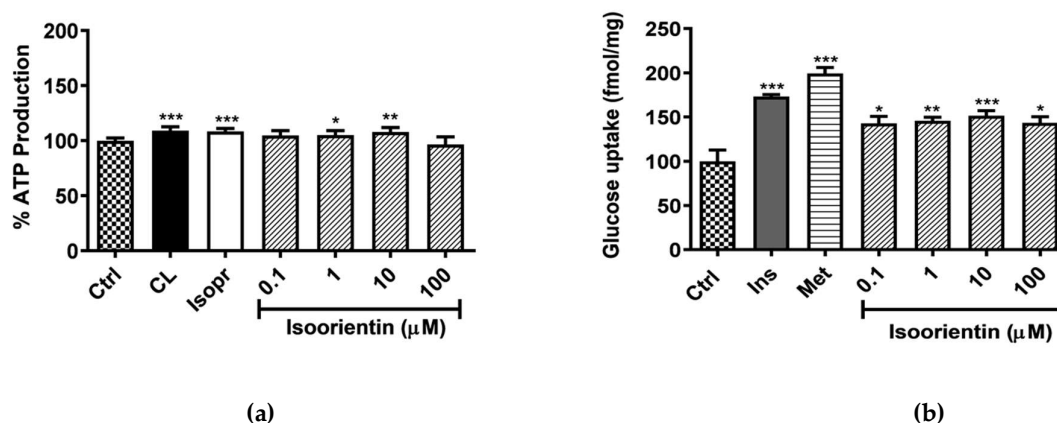 % ATP Production
200
150
100
50
0
*** *** * **
Ctrl CL Isopr 0.1 1 10 100
Isoorientin (μM)
(a)
Glucose uptake (fmol/mg)
250
200
150
100
50
0
*** *** * ** *** *
Ctrl Ins Met 0.1 1 10 100
Isoorientin (μM)
(b)